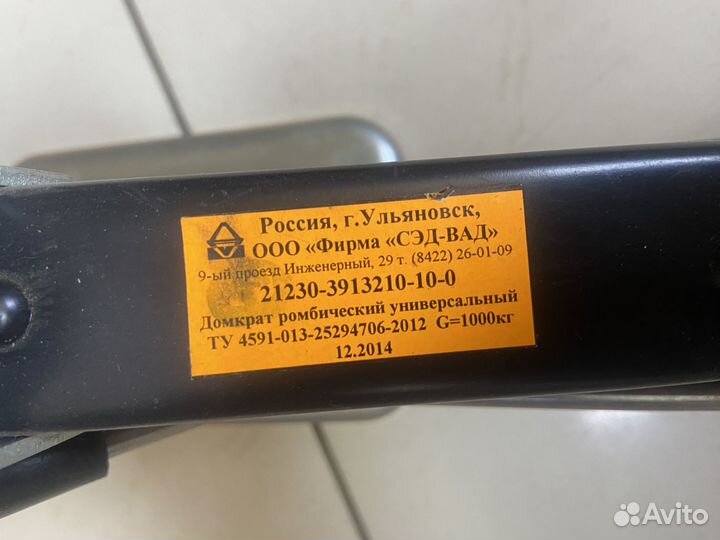 Россия, г.Ульяновск,
ООО «Фирма «СЭД-ВАД»
9-ый проезд Инженерный, 29 т. (8422) 26-01-09
21230-3913210-10-0
Домкрат ромбический универсальный
ТУ 4591-013-25294706-2012 G=1000кг
12.2014
Avito